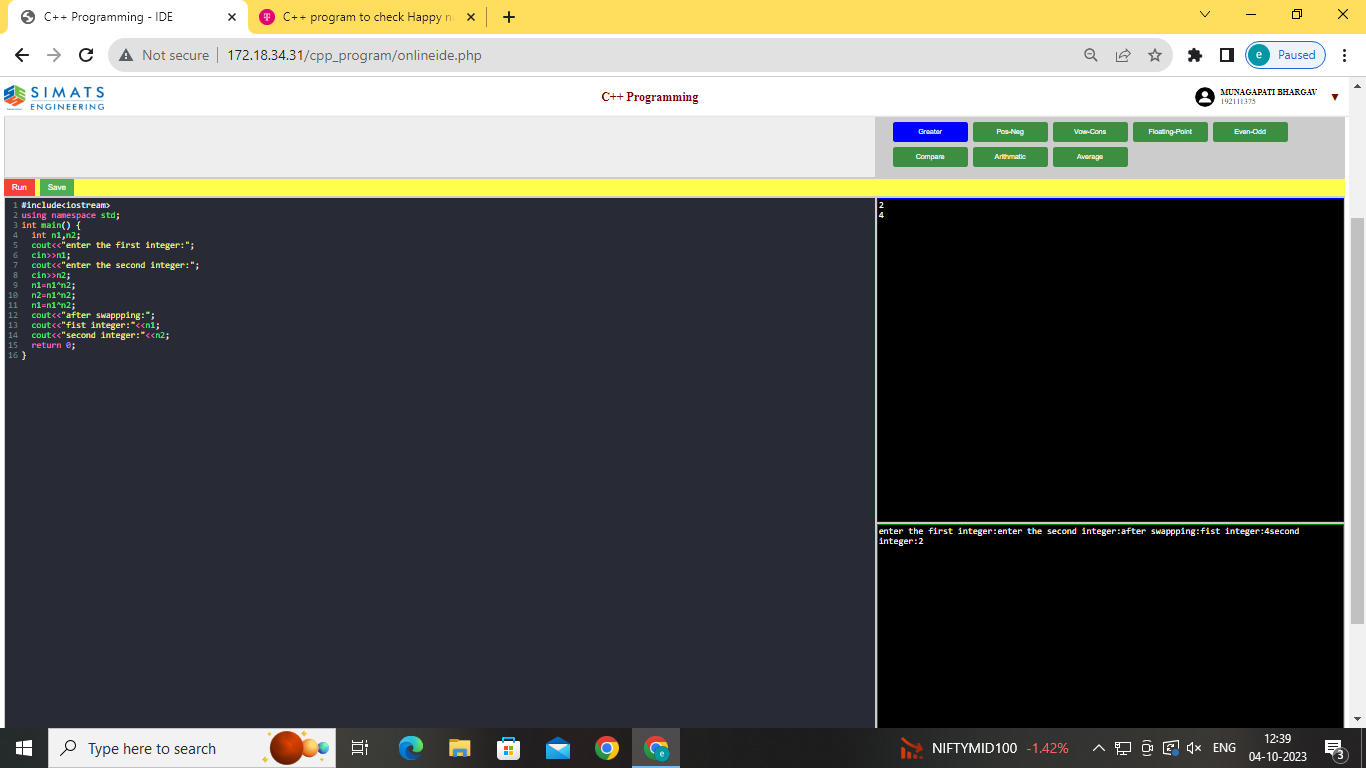 C++ Programming - IDE
C++ program to check Happy n
Not secure
172.18.34.31/cpp_program/onlineide.php
e
Paused
SIMATS
ENGINEERING
C++ Programming
MUNAGAPATI BHARGAV
192111375
Greater
Pos-Neg
Vow-Cons
Floating-Point
Even-Odd
Compare
Arithmatic
Average
Run
Save
1 #include<iostream>
2 using namespace std;
3 int main() {
4 int n1,n2;
5 cout<<"enter the first integer:";
6 cin>>n1;
7 cout<<"enter the second integer:";
8 cin>>n2;
9 n1=n1^n2;
10 n2=n1^n2;
11 n1=n1^n2;
12 cout<<"after swappping:";
13 cout<<"fist integer:"<<n1;
14 cout<<"second integer:"<<n2;
15 return 0;
16 }
2
4
enter the first integer:enter the second integer:after swappping:fist integer:4second
integer:2
Type here to search
NIFTYMID100 -1.42%
ENG
12:39
04-10-2023
3